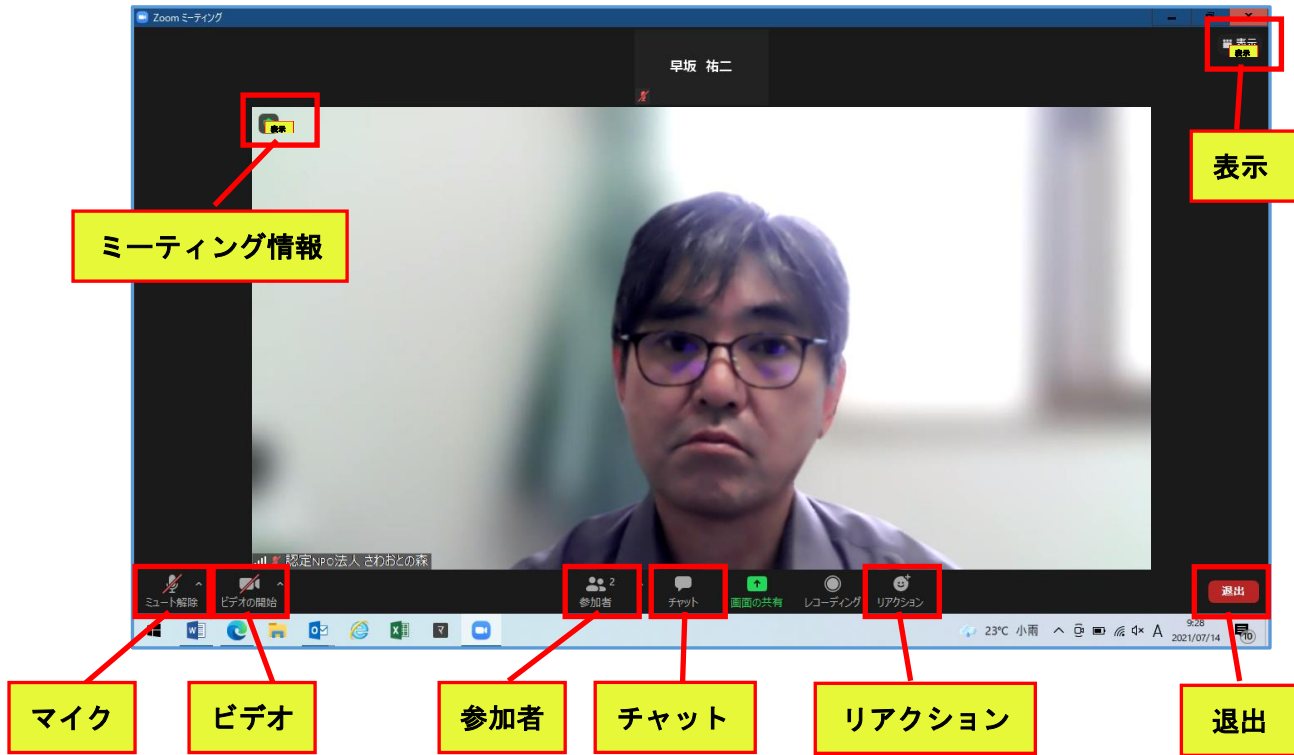 Zoom ミーティング
早坂 祐二
表示
表示
表示
表示
ミーティング情報
認定NPO法人 さわおとの森
ミュート解除
ビデオの開始
2
参加者
チャット
画面の共有
レコーディング
リアクション
退出
23℃ 小雨
A
9:28
2021/07/14
10
マイク
ビデオ
参加者
チャット
リアクション
退出